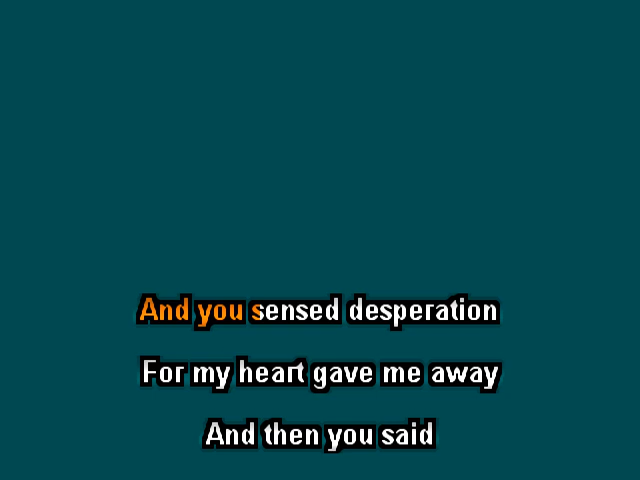 And you sensed desperation
For my heart gave me away
And then you said